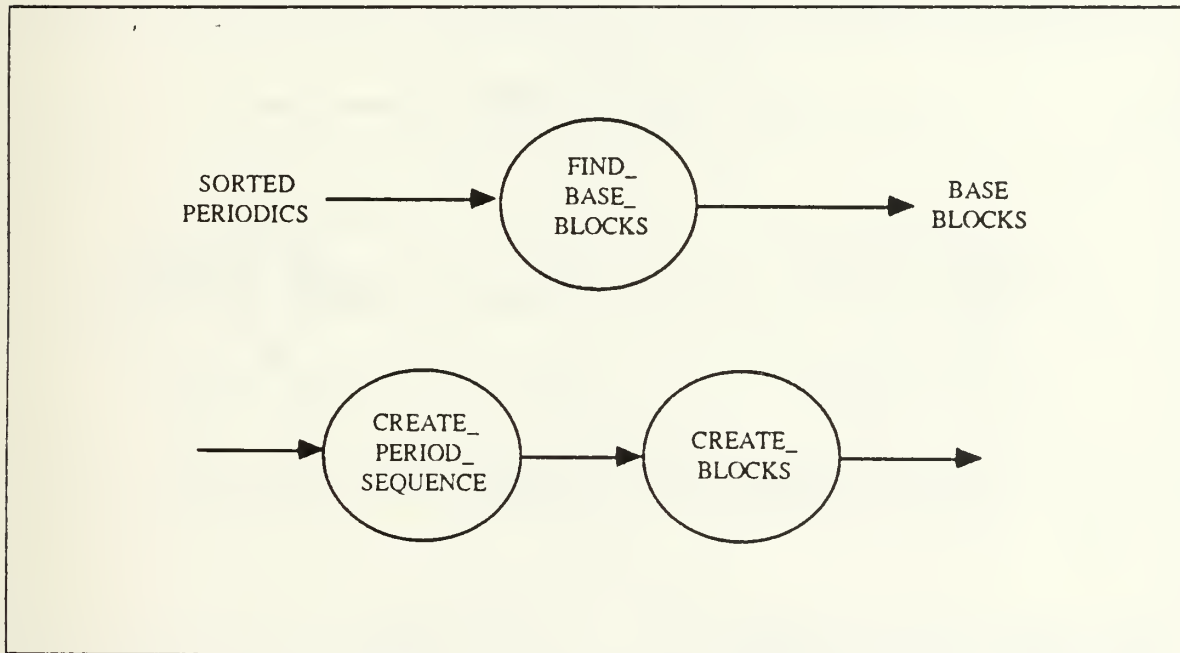 SORTED
PERIODICS
FIND_
BASE_
BLOCKS
BASE
BLOCKS
CREATE_
PERIOD_
SEQUENCE
CREATE_
BLOCKS